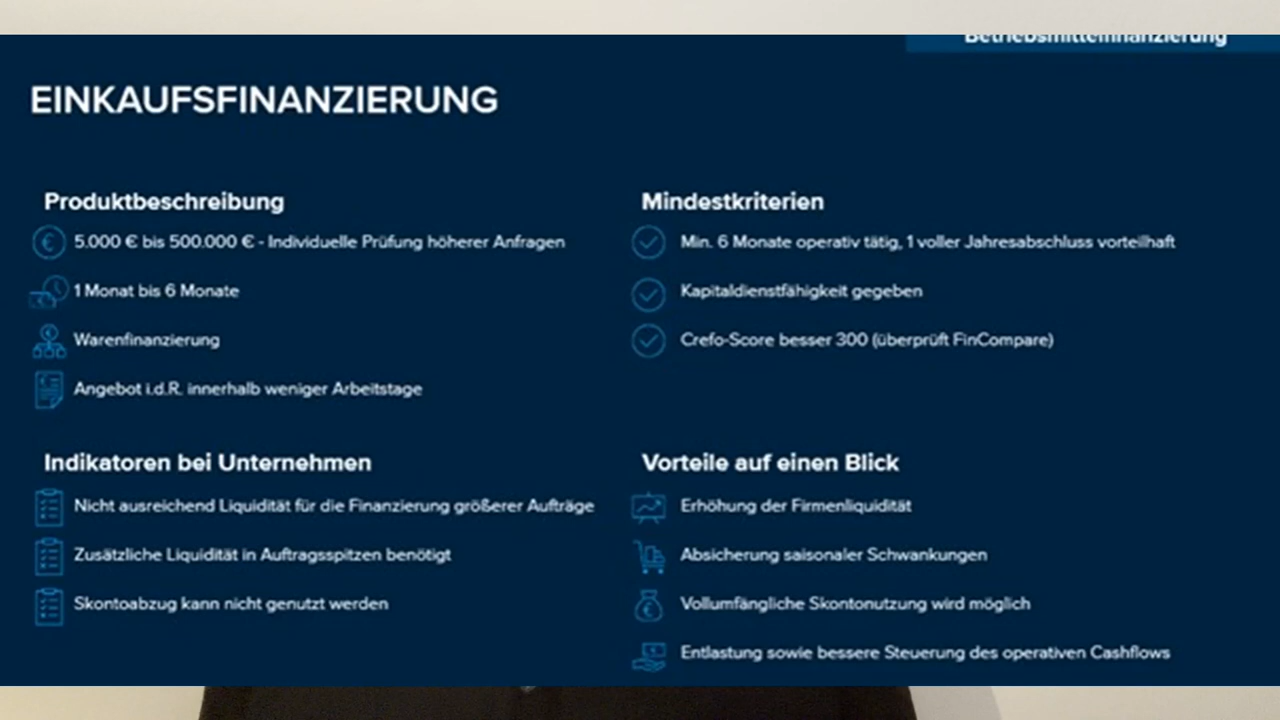 Betriebsmittelfinanzierung
EINKAUFSFINANZIERUNG
Produktbeschreibung
5.000 € bis 500.000 € - Individuelle Prüfung höherer Anfragen
1 Monat bis 6 Monate
Warenfinanzierung
Angebot i.d.R. innerhalb weniger Arbeitstage
Mindestkriterien
Min. 6 Monate operativ tätig, 1 voller Jahresabschluss vorteilhaft
Kapitaldienstfähigkeit gegeben
Crefo-Score besser 300 (überprüft FinCompare)
Indikatoren bei Unternehmen
Nicht ausreichend Liquidität für die Finanzierung größerer Aufträge
Zusätzliche Liquidität in Auftragsspitzen benötigt
Skontoabzug kann nicht genutzt werden
Vorteile auf einen Blick
Erhöhung der Firmenliquidität
Absicherung saisonaler Schwankungen
Vollumfängliche Skontonutzung wird möglich
Entlastung sowie bessere Steuerung des operativen Cashflows